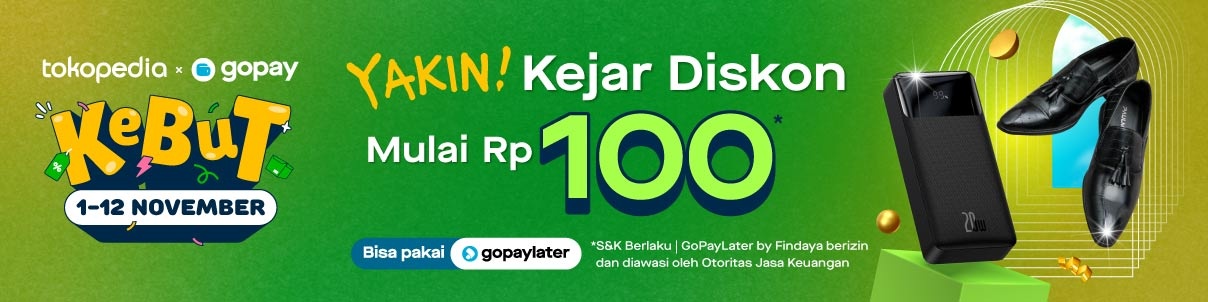 tokopedia × gopay
KeBuT
1-12 NOVEMBER
YAKIN! Kejar Diskon
Mulai Rp 100*
Bisa pakai gopaylater
*S&K Berlaku | GoPayLater by Findaya berizin
dan diawasi oleh Otoritas Jasa Keuangan
%
20W